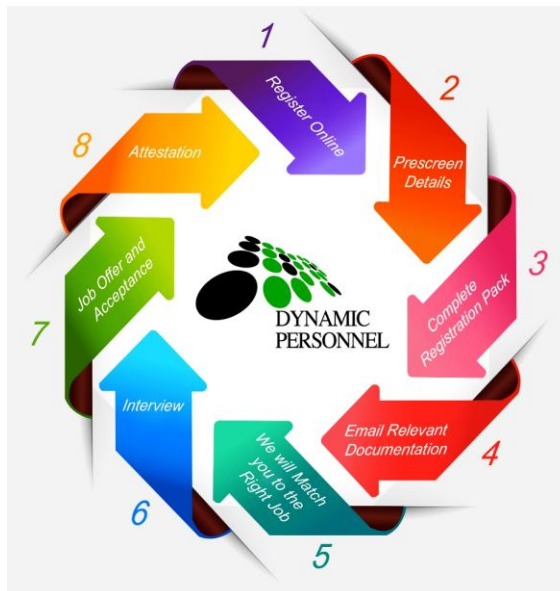 1
Register Online
2
Prescreen
Details
3
Complete
Registration Pack
4
Email Relevant
Documentation
5
We will Match
you to the
Right Job
6
Interview
7
Job Offer and
Acceptance
8
Attestation
DYNAMIC
PERSONNEL